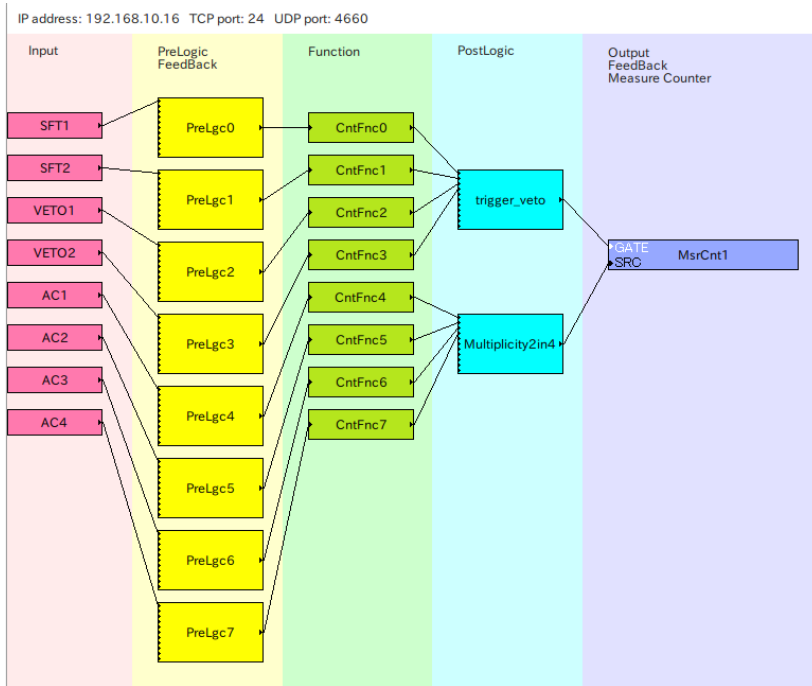 IP address: 192.168.10.16 TCP port: 24 UDP port: 4660
Input
PreLogic
FeedBack
Function
PostLogic
Output
FeedBack
Measure Counter
SFT1
SFT2
VETO1
VETO2
AC1
AC2
AC3
AC4
PreLgc0
PreLgc1
PreLgc2
PreLgc3
PreLgc4
PreLgc5
PreLgc6
PreLgc7
CntFnc0
CntFnc1
CntFnc2
CntFnc3
CntFnc4
CntFnc5
CntFnc6
CntFnc7
trigger_veto
Multiplicity2in4
GATE
SRC
MsrCnt1